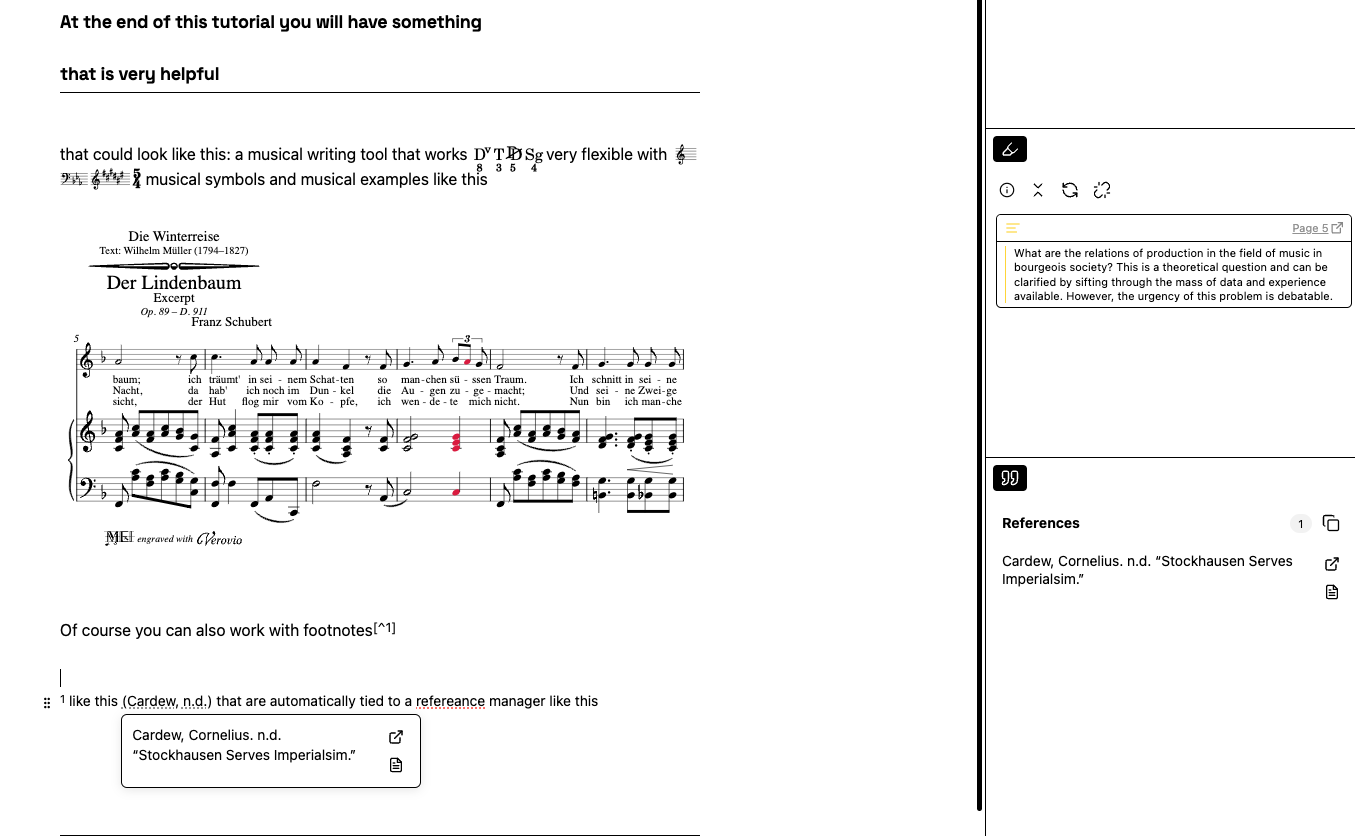 At the end of this tutorial you will have something
that is very helpful
that could look like this: a musical writing tool that works D v 8 T 3 D 5 Sg 4 very flexible with
5 4 musical symbols and musical examples like this
Die Winterreise
Text: Wilhelm Müller (1794–1827)
Der Lindenbaum
Excerpt
Op. 89 – D. 911
Franz Schubert
5
3
baum; ich träumt' in sei - nem Schat-ten so man-chen sü - ssen Traum. Ich schnitt in sei - ne
Nacht, da hab' ich noch im Dun - kel die Au - gen zu - ge - macht; Und sei - ne Zwei-ge
sicht, der Hut flog mir vom Ko - pfe, ich wen - de - te mich nicht. Nun bin ich man-che
MEI engraved with Verovio
Of course you can also work with footnotes[^1]
1 like this (Cardew, n.d.) that are automatically tied to a refereance manager like this
Cardew, Cornelius. n.d.
“Stockhausen Serves Imperialsim.”
Page 5
What are the relations of production in the field of music in
bourgeois society? This is a theoretical question and can be
clarified by sifting through the mass of data and experience
available. However, the urgency of this problem is debatable.
References
1
Cardew, Cornelius. n.d. “Stockhausen Serves
Imperialsim.”